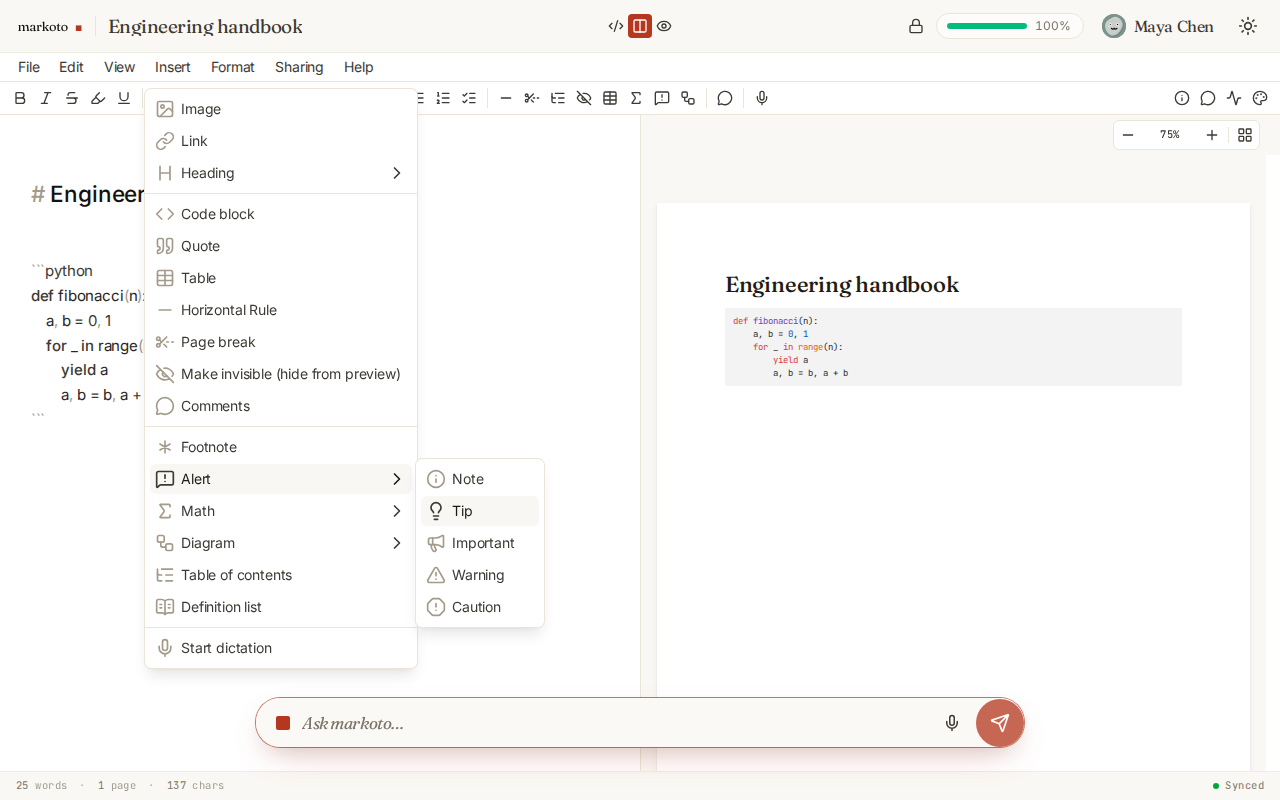 markoto
Engineering handbook
100%
Maya Chen
File Edit View Insert Format Sharing Help
75%
Image
Link
Heading
Code block
Quote
Table
Horizontal Rule
Page break
Make invisible (hide from preview)
Comments
Footnote
Alert
Math
Diagram
Table of contents
Definition list
Start dictation
Note
Tip
Important
Warning
Caution
# Engineer
```python
def fibonacci(n):
a, b = 0, 1
for _ in range(
yield a
a, b = b, a +
```
Engineering handbook
def fibonacci(n):
a, b = 0, 1
for _ in range(n):
yield a
a, b = b, a + b
Ask markoto...
25 words · 1 page · 137 chars
Synced